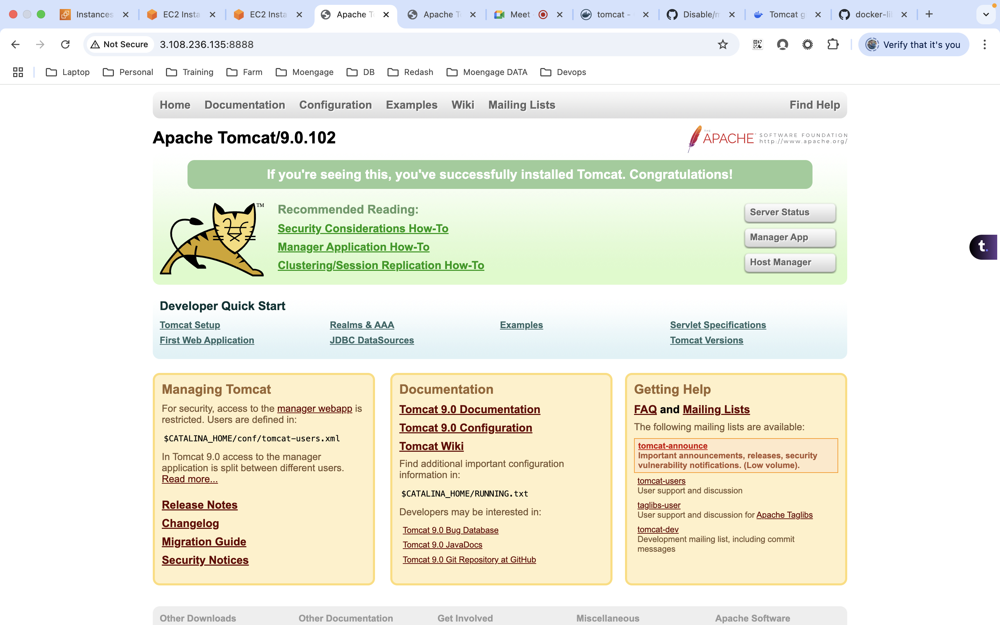 Instances
EC2 Insta
EC2 Insta
Apache To
Apache To
Meet -
tomcat -
Disable/m
Tomcat g
docker-li
Not Secure
3.108.236.135:8888
Verify that it's you
Laptop
Personal
Training
Farm
Moengage
DB
Redash
Moengage DATA
Devops
Home
Documentation
Configuration
Examples
Wiki
Mailing Lists
Find Help
Apache Tomcat/9.0.102
THE
APACHE
SOFTWARE FOUNDATION
http://www.apache.org/
If you're seeing this, you've successfully installed Tomcat. Congratulations!
TM
Recommended Reading:
Security Considerations How-To
Manager Application How-To
Clustering/Session Replication How-To
Server Status
Manager App
Host Manager
t.
Developer Quick Start
Tomcat Setup
First Web Application
Realms & AAA
JDBC DataSources
Examples
Servlet Specifications
Tomcat Versions
Managing Tomcat
For security, access to the manager webapp is
restricted. Users are defined in:
$CATALINA_HOME/conf/tomcat-users.xml
In Tomcat 9.0 access to the manager
application is split between different users.
Read more...
Release Notes
Changelog
Migration Guide
Security Notices
Documentation
Tomcat 9.0 Documentation
Tomcat 9.0 Configuration
Tomcat Wiki
Find additional important configuration
information in:
$CATALINA_HOME/RUNNING.txt
Developers may be interested in:
Tomcat 9.0 Bug Database
Tomcat 9.0 JavaDocs
Tomcat 9.0 Git Repository at GitHub
Getting Help
FAQ and Mailing Lists
The following mailing lists are available:
tomcat-announce
Important announcements, releases, security
vulnerability notifications. (Low volume).
tomcat-users
User support and discussion
taglibs-user
User support and discussion for Apache Taglibs
tomcat-dev
Development mailing list, including commit
messages
Other Downloads
Other Documentation
Get Involved
Miscellaneous
Apache Software